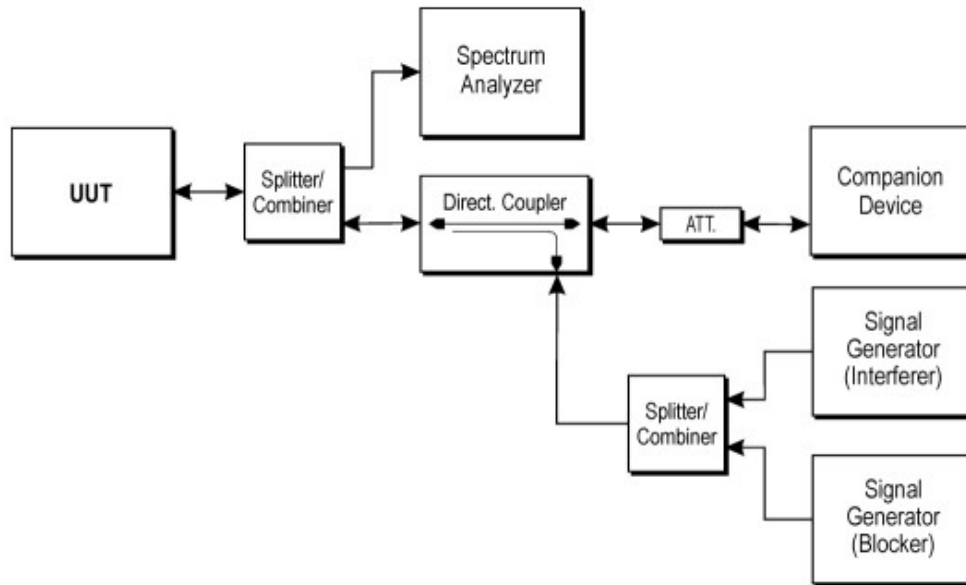 Spectrum
Analyzer
UUT
Splitter/
Combiner
Direct. Coupler
ATT.
Companion
Device
Signal
Generator
(Interferer)
Splitter/
Combiner
Signal
Generator
(Blocker)